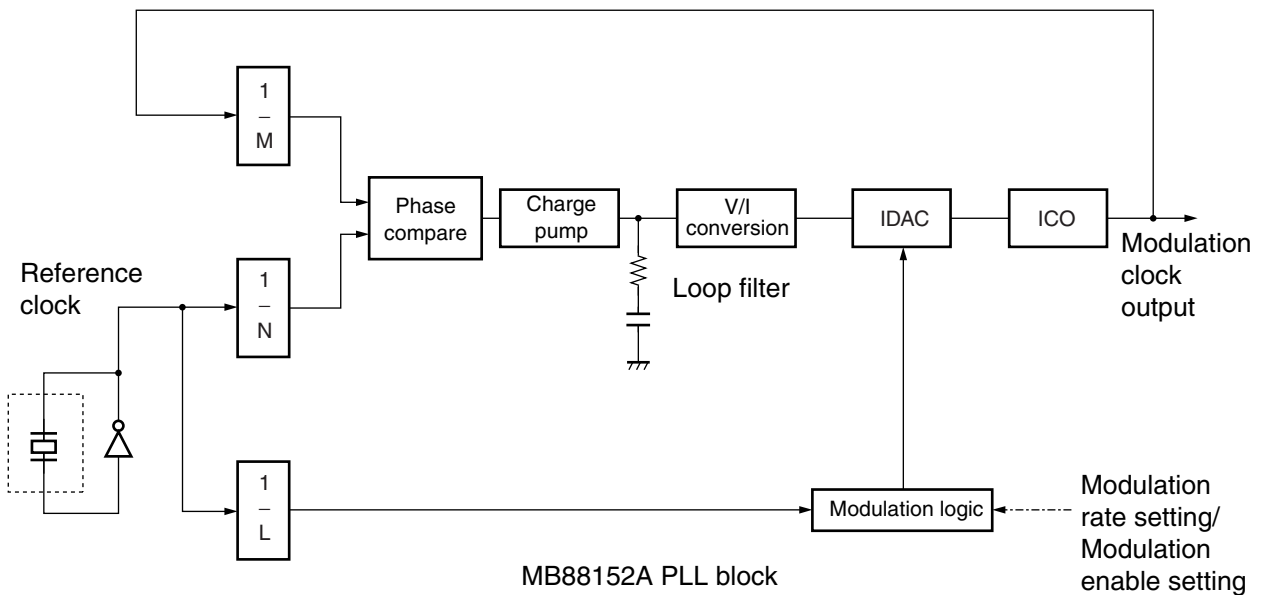 1
–
M
Phase
compare
Charge
pump
V/I
conversion
IDAC
ICO
Modulation
clock
output
Loop filter
Reference
clock
1
–
N
1
–
L
Modulation logic
Modulation
rate setting/
Modulation
enable setting
MB88152A PLL block